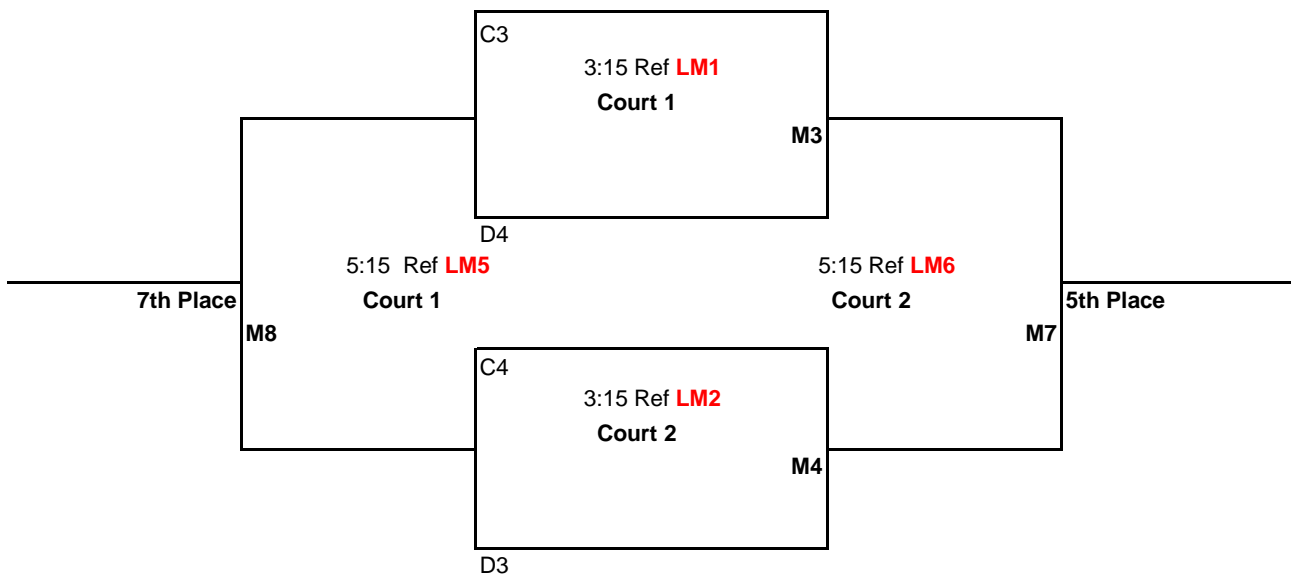 C3
3:15 Ref LM1
Court 1
M3
D4
5:15 Ref LM5
5:15 Ref LM6
7th Place
Court 1
Court 2
5th Place
M8
M7
C4
3:15 Ref LM2
Court 2
M4
D3